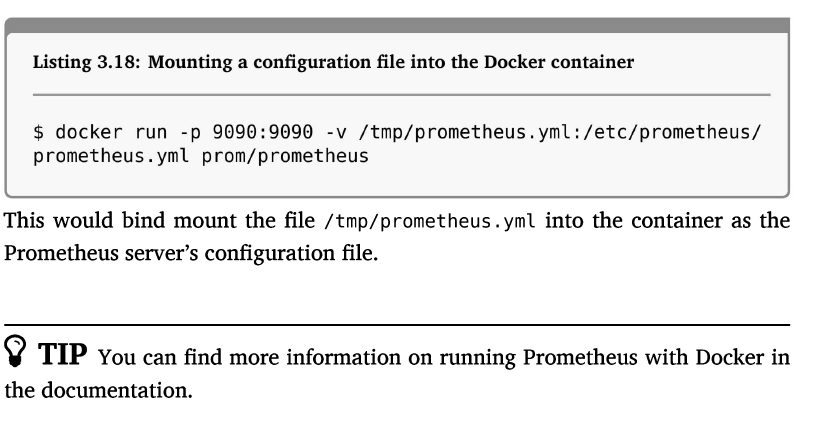 Listing 3.18: Mounting a configuration file into the Docker container
$ docker run -p 9090:9090 -v /tmp/prometheus.yml:/etc/prometheus/
prometheus.yml prom/prometheus
This would bind mount the file /tmp/prometheus.yml into the container as the
Prometheus server’s configuration file.
TIP You can find more information on running Prometheus with Docker in
the documentation.